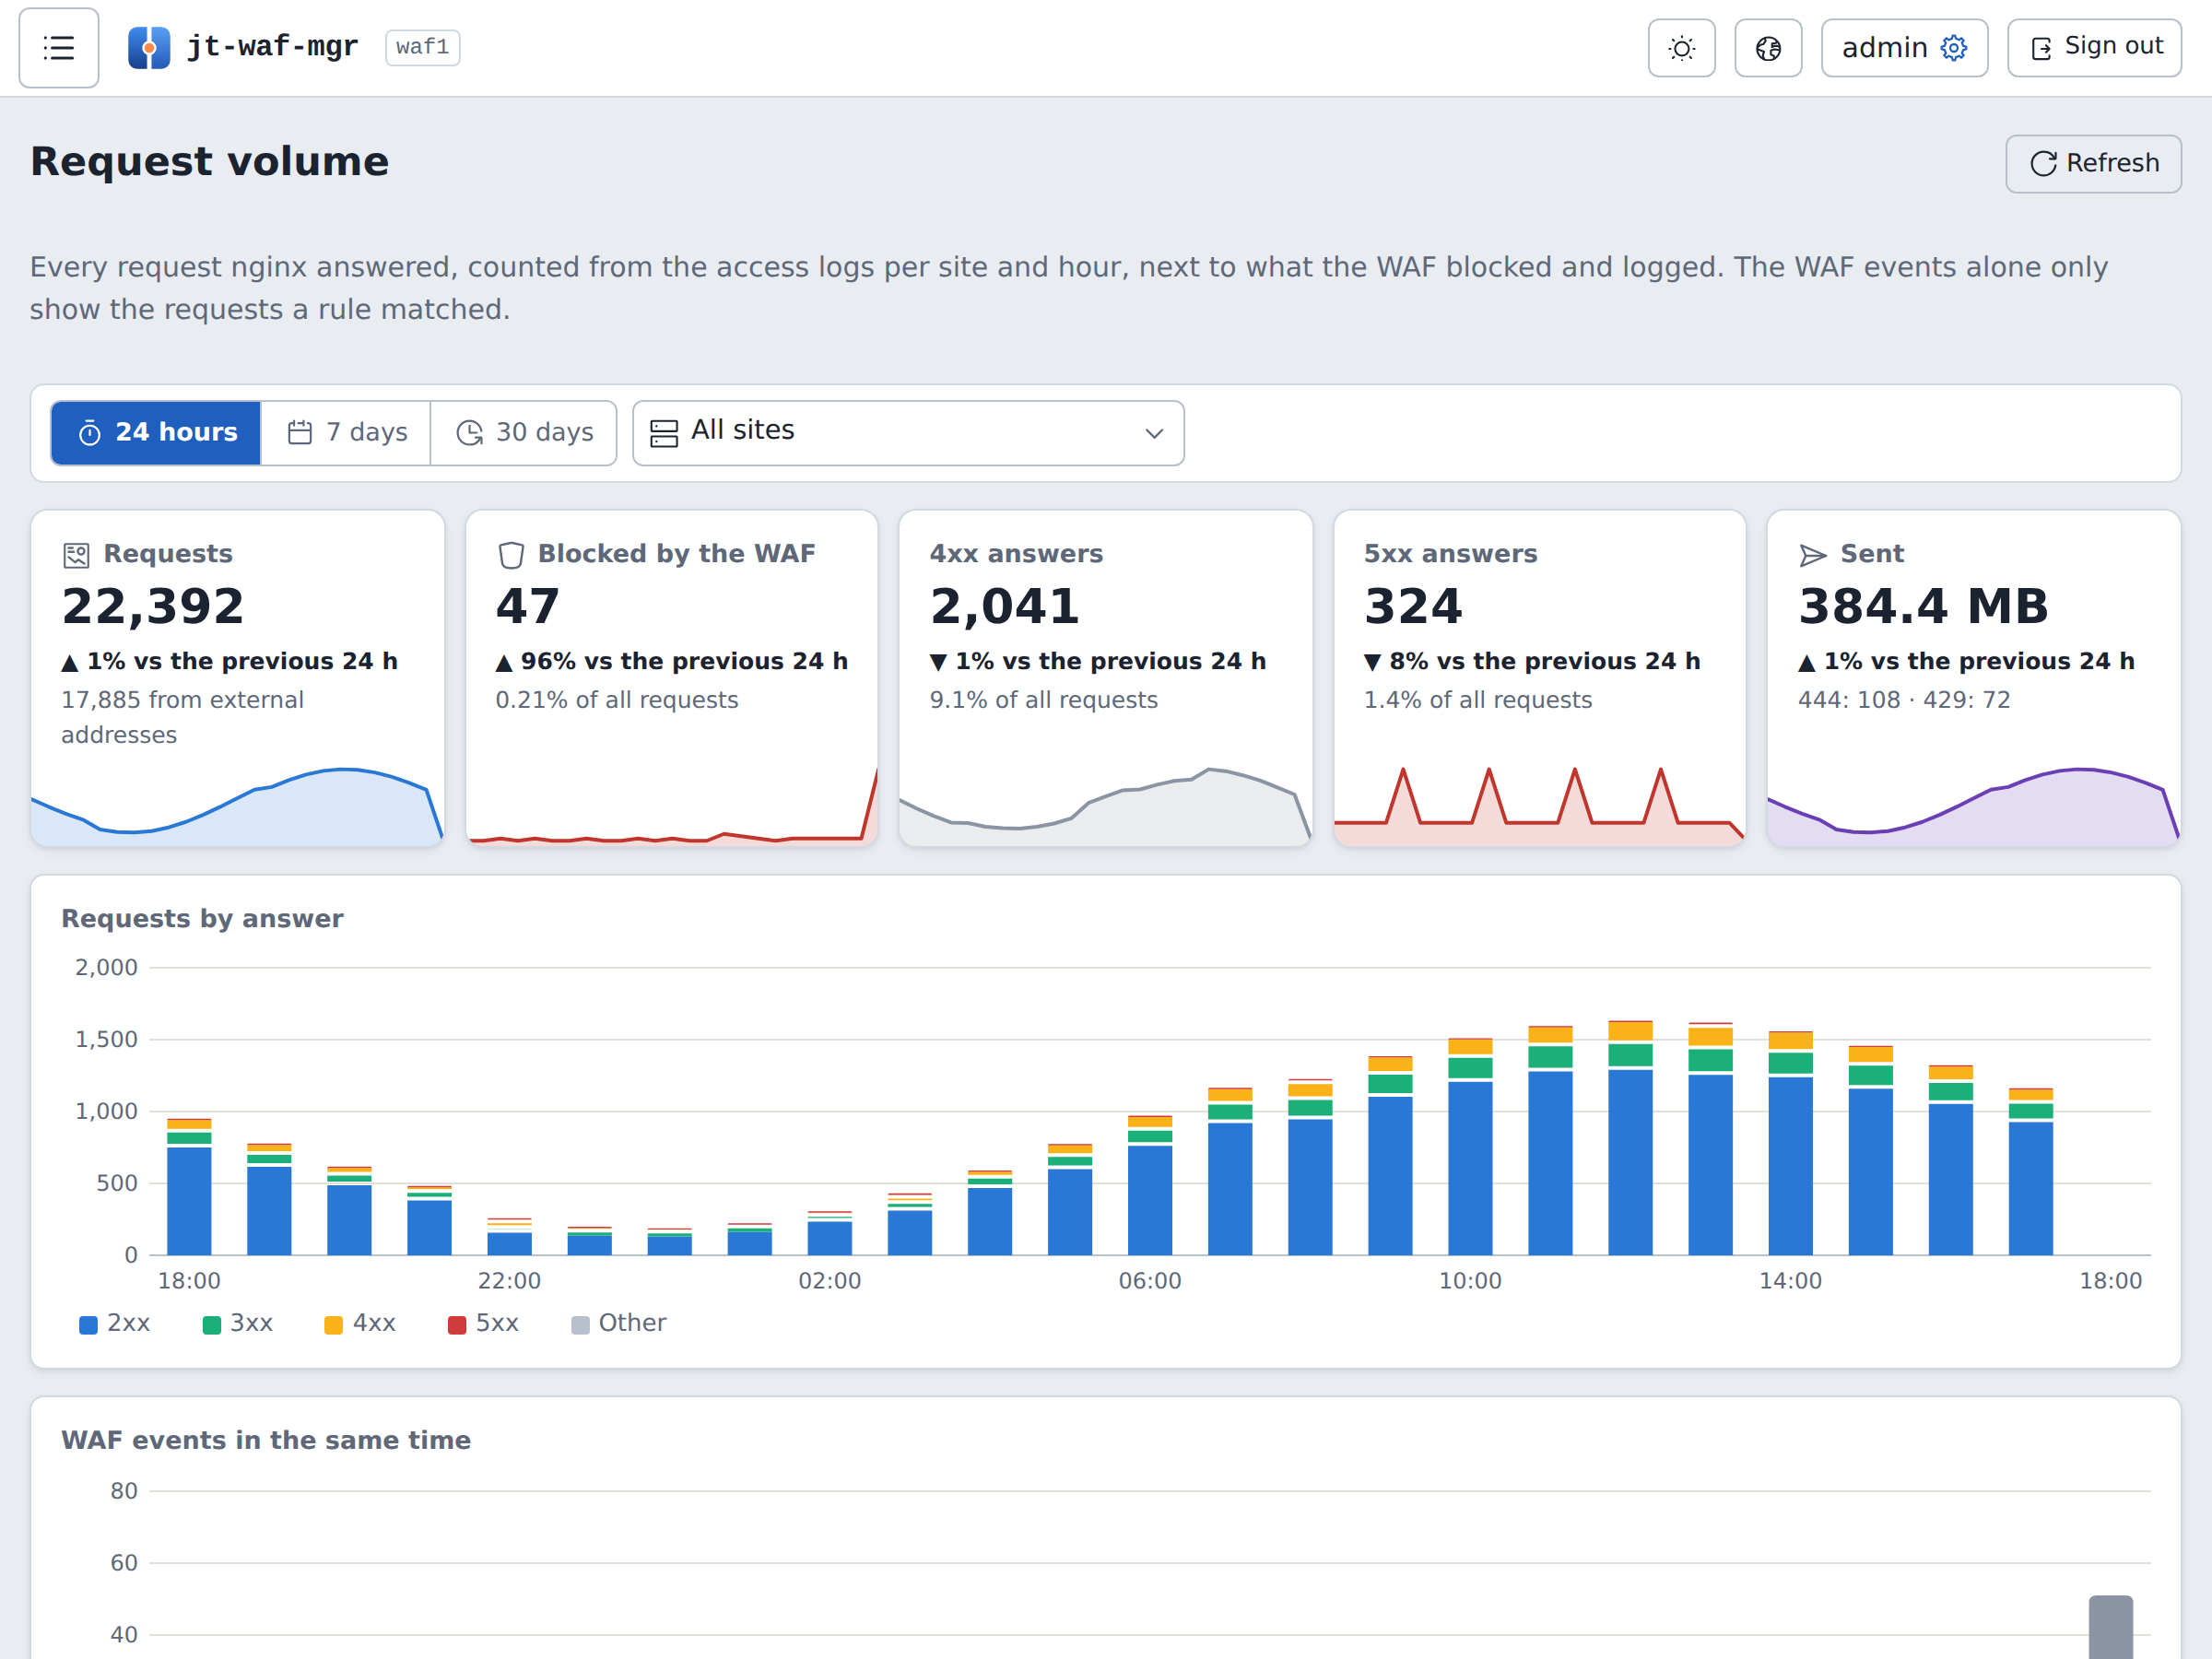 jt-waf-mgr waf1 admin Sign out
Request volume
Refresh
Every request nginx answered, counted from the access logs per site and hour, next to what the WAF blocked and logged. The WAF events alone only
show the requests a rule matched.
24 hours 7 days 30 days All sites
Requests
22,392
▲ 1% vs the previous 24 h
17,885 from external
addresses
Blocked by the WAF
47
▲ 96% vs the previous 24 h
0.21% of all requests
4xx answers
2,041
▼ 1% vs the previous 24 h
9.1% of all requests
5xx answers
324
▼ 8% vs the previous 24 h
1.4% of all requests
Sent
384.4 MB
▲ 1% vs the previous 24 h
444: 108 · 429: 72
Requests by answer
2,000
1,500
1,000
500
0
18:00 22:00 02:00 06:00 10:00 14:00 18:00
2xx 3xx 4xx 5xx Other
WAF events in the same time
80
60
40